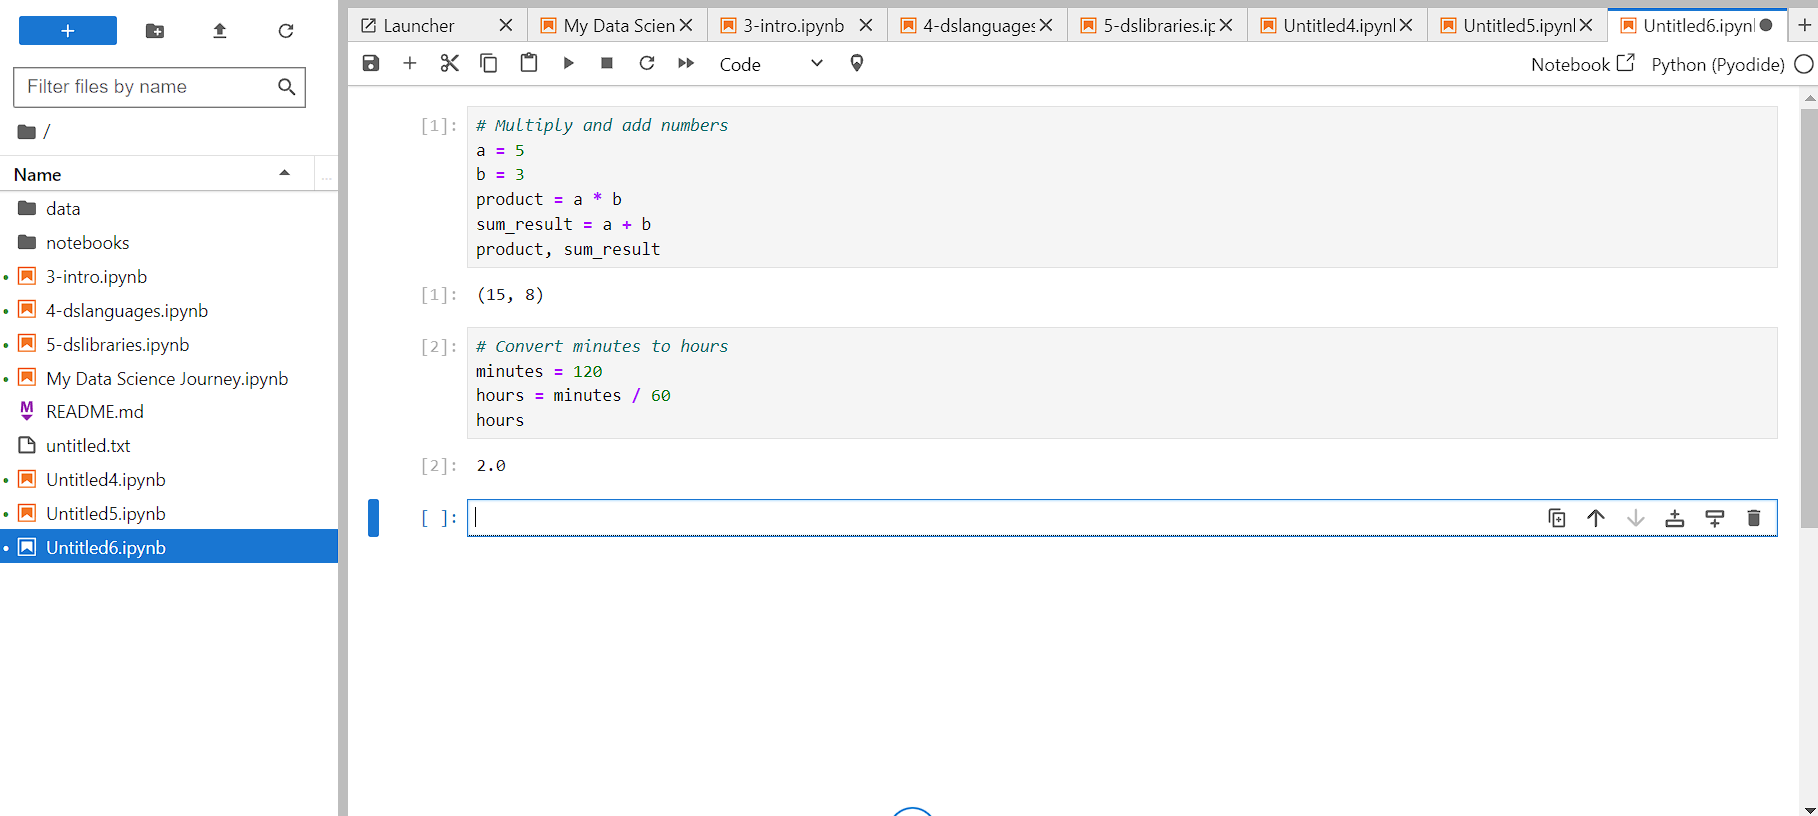 Launcher
My Data Scien
3-intro.ipynb
4-dslanguages
5-dslibraries.ip
Untitled4.ipynl
Untitled5.ipynl
Untitled6.ipynl
+
Code
Notebook
Python (Pyodide)
Filter files by name
/
Name
...
data
notebooks
3-intro.ipynb
4-dslanguages.ipynb
5-dslibraries.ipynb
My Data Science Journey.ipynb
M README.md
untitled.txt
Untitled4.ipynb
Untitled5.ipynb
Untitled6.ipynb
[1]: # Multiply and add numbers
a = 5
b = 3
product = a * b
sum_result = a + b
product, sum_result
[1]: (15, 8)
[2]: # Convert minutes to hours
minutes = 120
hours = minutes / 60
hours
[2]: 2.0
[ ]: